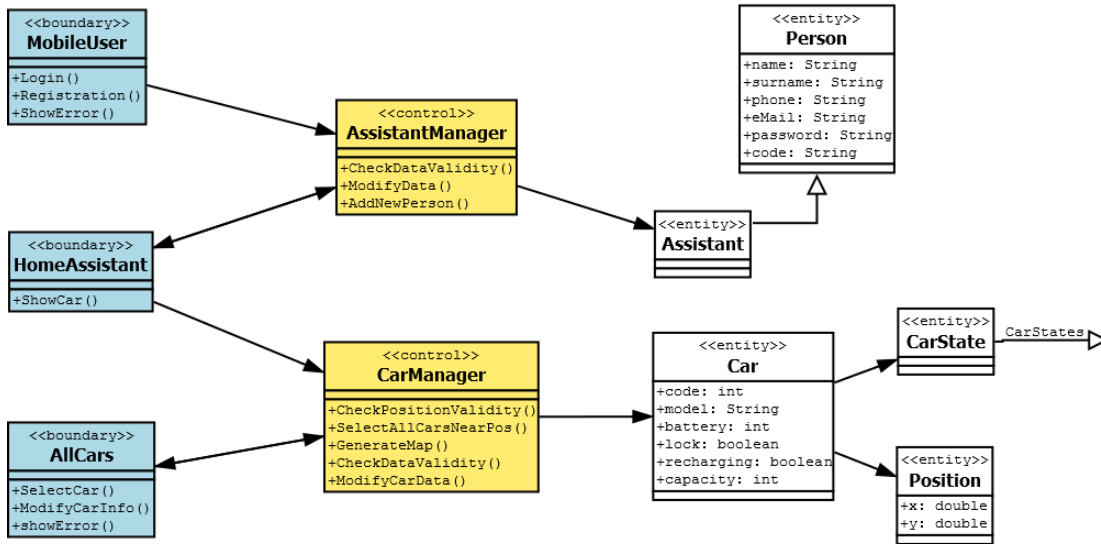 <<boundary>>
MobileUser
+Login()
+Registration()
+ShowError()
<<control>>
AssistantManager
+CheckDataValidity()
+ModifyData()
+AddNewPerson()
<<entity>>
Person
+name: String
+surname: String
+phone: String
+eMail: String
+password: String
+code: String
<<entity>>
Assistant
<<boundary>>
HomeAssistant
+ShowCar()
<<control>>
CarManager
+CheckPositionValidity()
+SelectAllCarsNearPos()
+GenerateMap()
+CheckDataValidity()
+ModifyCarData()
<<entity>>
Car
+code: int
+model: String
+battery: int
+lock: boolean
+recharging: boolean
+capacity: int
<<entity>>
CarState
CarStates
<<boundary>>
AllCars
+SelectCar()
+ModifyCarInfo()
+showError()
<<entity>>
Position
+x: double
+y: double